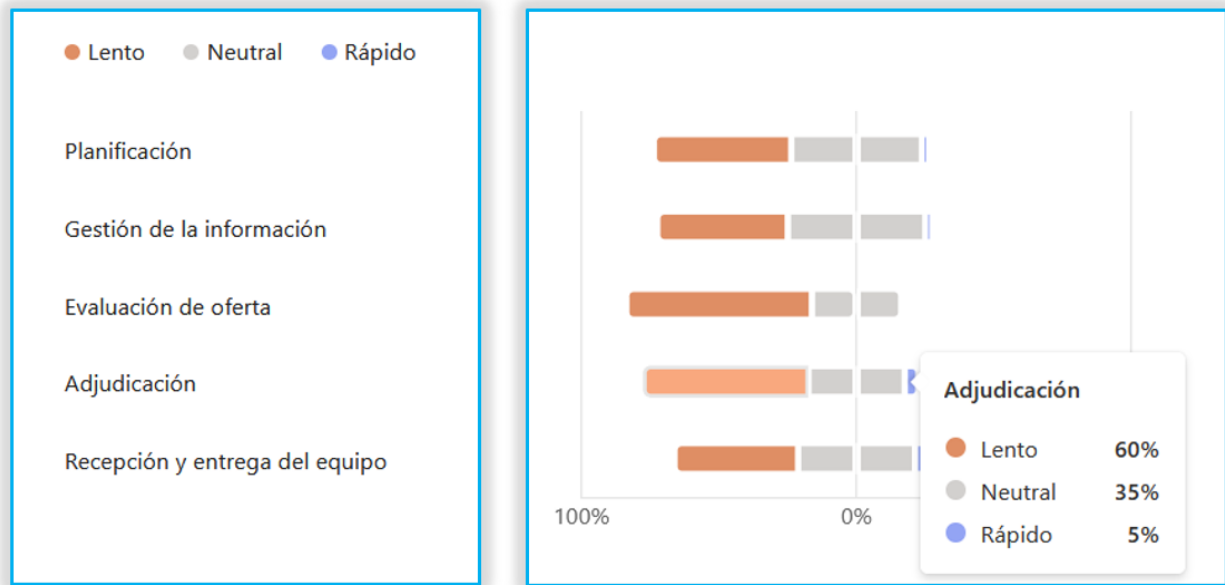 Lento Neutral Rápido
Planificación
Gestión de la información
Evaluación de oferta
Adjudicación
Recepción y entrega del equipo
100% 0%
Adjudicación
Lento 60%
Neutral 35%
Rápido 5%